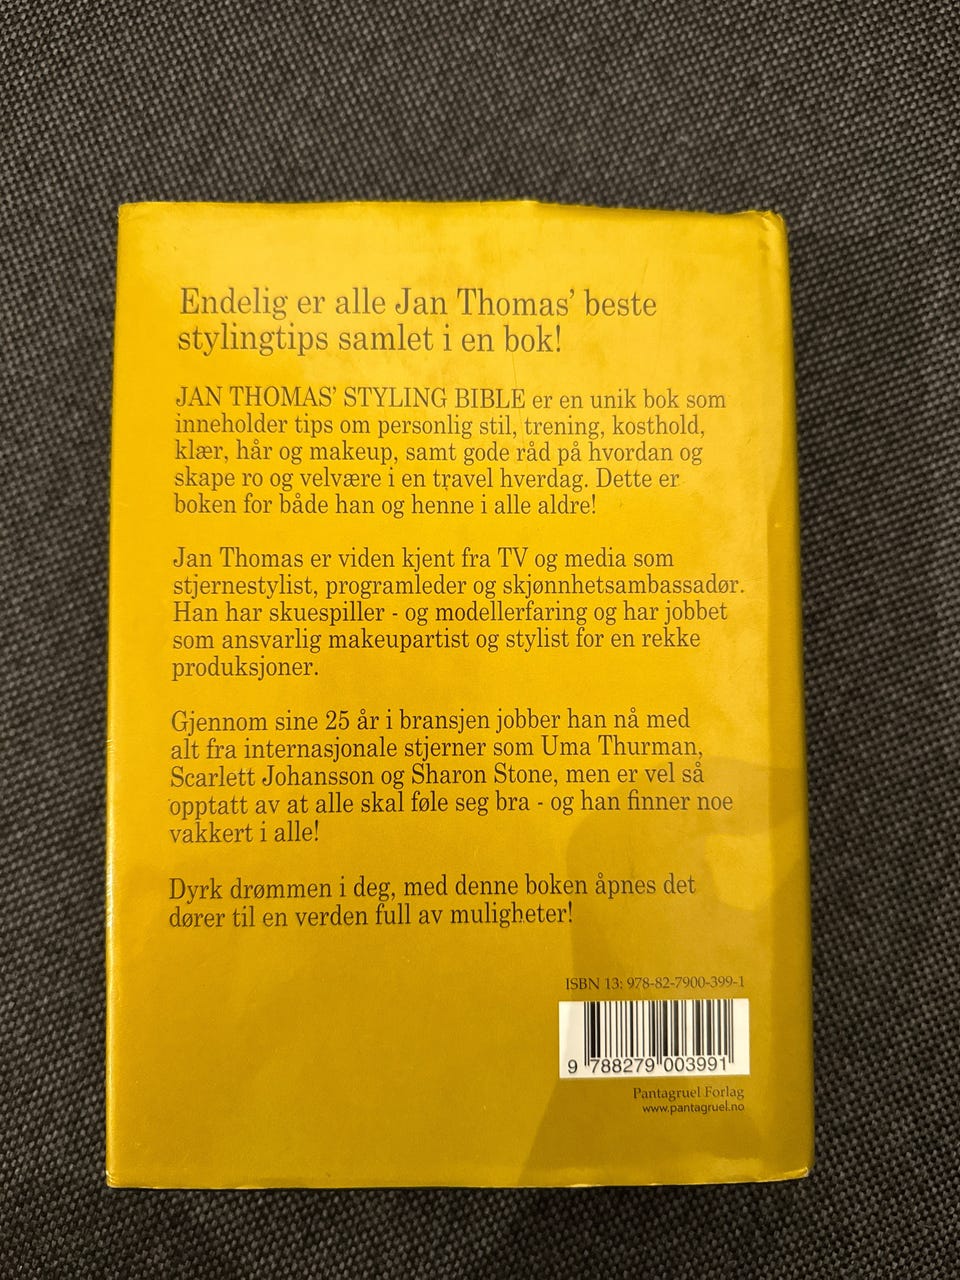 Endelig er alle Jan Thomas' beste
stylingtips samlet i en bok!
JAN THOMAS' STYLING BIBLE er en unik bok som
inneholder tips om personlig stil, trening, kosthold,
klær, hår og makeup, samt gode råd på hvordan og
skape ro og velvære i en travel hverdag. Dette er
boken for både han og henne i alle aldre!
Jan Thomas er viden kjent fra TV og media som
stjernestylist, programleder og skjønnhetsambassadør.
Han har skuespiller - og modellerfaring og har jobbet
som ansvarlig makeupartist og stylist for en rekke
produksjoner.
Gjennom sine 25 år i bransjen jobber han nå med
alt fra internasjonale stjerner som Uma Thurman,
Scarlett Johansson og Sharon Stone, men er vel så
opptatt av at alle skal føle seg bra - og han finner noe
vakkert i alle!
Dyrk drømmen i deg, med denne boken åpnes det
dører til en verden full av muligheter!
ISBN 13: 978-82-7900-399-1
9 788279 003991
Pantagruel Forlag
www.pantagruel.no